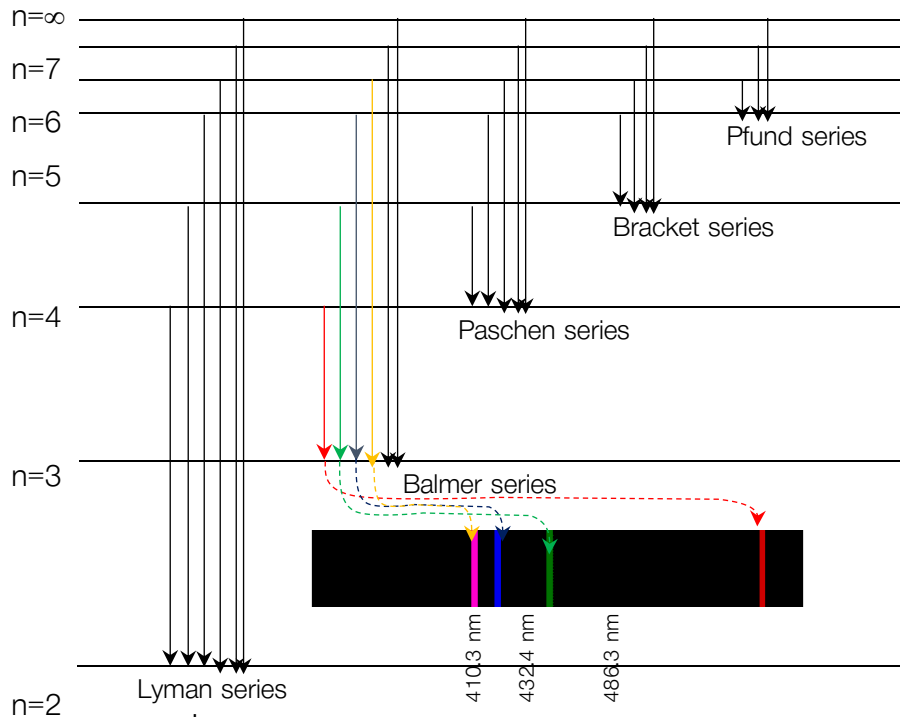 n=∞
n=7
n=6
Pfund series
n=5
Bracket series
n=4
Paschen series
n=3
Balmer series
410.3 nm
432.4 nm
486.3 nm
Lyman series
n=2